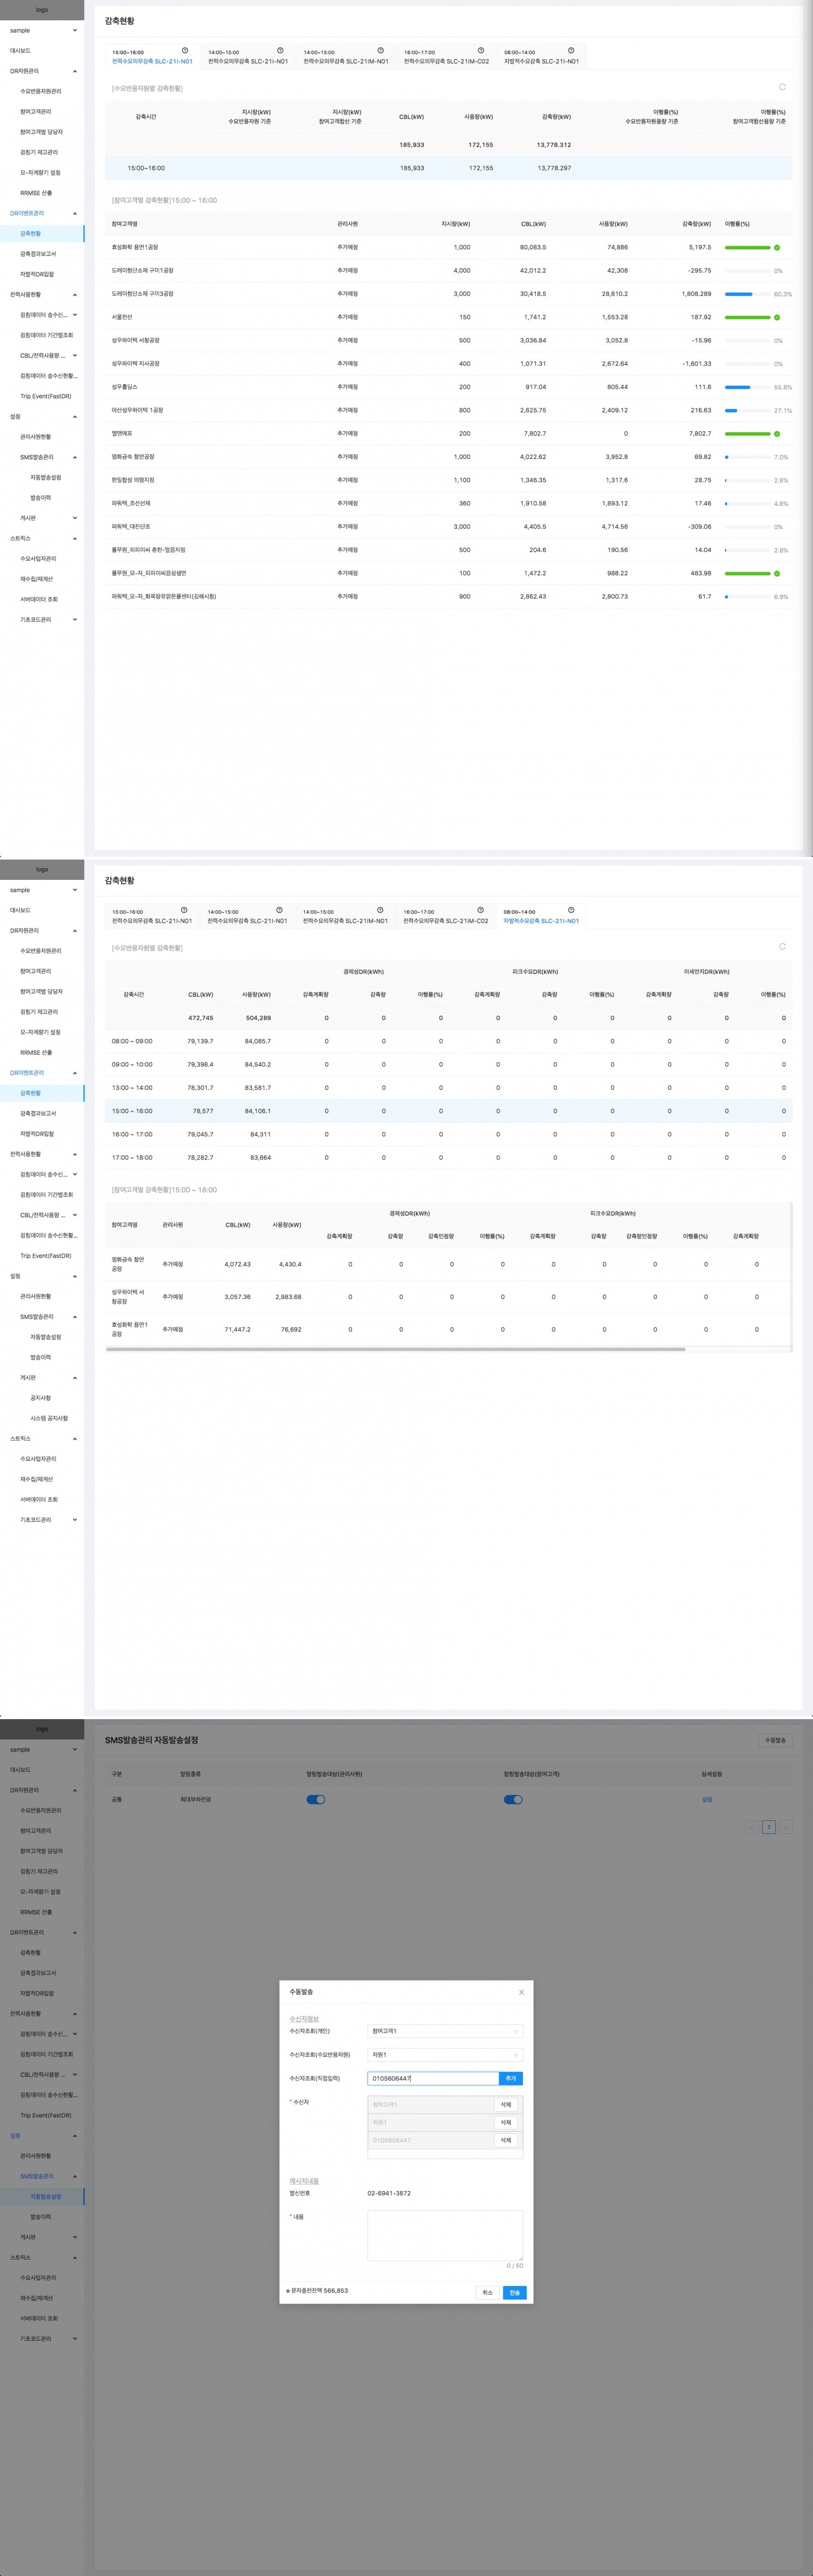 logo
sample
대시보드
DR자원관리
수요반응자원관리
참여고객관리
참여고객별 담당자
검침기 재고관리
모-자계량기 설정
RRMSE 산출
DR이벤트관리
감축현황
감축결과보고서
자발적DR입찰
전력사용현황
검침데이터 송수신...
검침데이터 기간별조회
CBL/전력사용량 ...
검침데이터 송수신현황...
Trip Event(FastDR)
설정
관리사원현황
SMS발송관리
자동발송설정
발송이력
게시판
스트릭스
수요사업자관리
재수집/재계산
서버데이터 조회
기초코드관리
감축현황
15:00~16:00 14:00~15:00 14:00~15:00 16:00~17:00 08:00~14:00
전력수요의무감축 SLC-21I-N01 전력수요의무감축 SLC-21I-N01 전력수요의무감축 SLC-21IM-N01 전력수요의무감축 SLC-21IM-C02 자발적수요감축 SLC-21I-N01
[수요반응자원별 감축현황]
감축시간 지시량(kW) 수요반응자원 기준 지시량(kW) 참여고객합산 기준 CBL(kW) 사용량(kW) 감축량(kW) 이행률(%) 수요반응자원용량 기준 이행률(%) 참여고객합산용량 기준
185,933 172,155 13,778.312
15:00~16:00 185,933 172,155 13,778.297
[참여고객별 감축현황]15:00 ~ 16:00
참여고객명 관리사원 지시량(kW) CBL(kW) 사용량(kW) 감축량(kW) 이행률(%)
효성화학 용연1공장 추가예정 1,000 80,083.5 74,886 5,197.5
도레이첨단소재 구미1공장 추가예정 4,000 42,012.2 42,308 -295.75 0%
도레이첨단소재 구미3공장 추가예정 3,000 30,418.5 28,610.2 1,808.289 60.3%
서울전선 추가예정 150 1,741.2 1,553.28 187.92
성우하이텍 서창공장 추가예정 500 3,036.84 3,052.8 -15.96 0%
성우하이텍 지사공장 추가예정 400 1,071.31 2,672.64 -1,601.33 0%
성우홀딩스 추가예정 200 917.04 805.44 111.6 55.8%
아산성우하이텍 1공장 추가예정 800 2,625.75 2,409.12 216.63 27.1%
엘앤에프 추가예정 200 7,802.7 0 7,802.7
영화금속 함안공장 추가예정 1,000 4,022.62 3,952.8 69.82 7.0%
한일합섬 의령지점 추가예정 1,100 1,346.35 1,317.6 28.75 2.6%
파워텍_조선선재 추가예정 360 1,910.58 1,893.12 17.46 4.8%
파워텍_대진단조 추가예정 3,000 4,405.5 4,714.56 -309.06 0%
풀무원_피피이씨 춘천-얼음지점 추가예정 500 204.6 190.56 14.04 2.8%
풀무원_모-자_피피이씨음성생면 추가예정 100 1,472.2 988.22 483.98
파워텍_모-자_화목장유맑은물센터(김해시청) 추가예정 900 2,862.43 2,800.73 61.7 6.9%
logo
sample
대시보드
DR자원관리
수요반응자원관리
참여고객관리
참여고객별 담당자
검침기 재고관리
모-자계량기 설정
RRMSE 산출
DR이벤트관리
감축현황
감축결과보고서
자발적DR입찰
전력사용현황
검침데이터 송수신...
검침데이터 기간별조회
CBL/전력사용량 ...
검침데이터 송수신현황...
Trip Event(FastDR)
설정
관리사원현황
SMS발송관리
자동발송설정
발송이력
게시판
공지사항
시스템 공지사항
스트릭스
수요사업자관리
재수집/재계산
서버데이터 조회
기초코드관리
감축현황
15:00~16:00 14:00~15:00 14:00~15:00 16:00~17:00 08:00~14:00
전력수요의무감축 SLC-21I-N01 전력수요의무감축 SLC-21I-N01 전력수요의무감축 SLC-21IM-N01 전력수요의무감축 SLC-21IM-C02 자발적수요감축 SLC-21I-N01
[수요반응자원별 감축현황]
경제성DR(kWh) 피크수요DR(kWh) 미세먼지DR(kWh)
감축시간 CBL(kW) 사용량(kW) 감축계획량 감축량 이행률(%) 감축계획량 감축량 이행률(%) 감축계획량 감축량 이행률(%)
472,745 504,289 0 0 0 0 0 0 0 0 0
08:00 ~ 09:00 79,139.7 84,085.7 0 0 0 0 0 0 0 0 0
09:00 ~ 10:00 79,398.4 84,540.2 0 0 0 0 0 0 0 0 0
13:00 ~ 14:00 78,301.7 83,581.7 0 0 0 0 0 0 0 0 0
15:00 ~ 16:00 78,577 84,106.1 0 0 0 0 0 0 0 0 0
16:00 ~ 17:00 79,045.7 84,311 0 0 0 0 0 0 0 0 0
17:00 ~ 18:00 78,282.7 83,664 0 0 0 0 0 0 0 0 0
[참여고객별 감축현황]15:00 ~ 16:00
경제성DR(kWh) 피크수요DR(kWh)
참여고객명 관리사원 CBL(kW) 사용량(kW) 감축계획량 감축량 감축인정량 이행률(%) 감축계획량 감축량 감축량인정량 이행률(%) 감축계획량
영화금속 함안공장 추가예정 4,072.43 4,430.4 0 0 0 0 0 0 0 0 0
성우하이텍 서창공장 추가예정 3,057.36 2,983.68 0 0 0 0 0 0 0 0 0
효성화학 용연1공장 추가예정 71,447.2 76,692 0 0 0 0 0 0 0 0 0
logo
sample
대시보드
DR자원관리
수요반응자원관리
참여고객관리
참여고객별 담당자
검침기 재고관리
모-자계량기 설정
RRMSE 산출
DR이벤트관리
감축현황
감축결과보고서
자발적DR입찰
전력사용현황
검침데이터 송수신...
검침데이터 기간별조회
CBL/전력사용량 ...
검침데이터 송수신현황...
Trip Event(FastDR)
설정
관리사원현황
SMS발송관리
자동발송설정
발송이력
게시판
스트릭스
수요사업자관리
재수집/재계산
서버데이터 조회
기초코드관리
SMS발송관리 자동발송설정
수동발송
구분 알림종류 알림발송대상(관리사원) 알림발송대상(참여고객) 상세설정
공통 최대부하전망 설정
1
수동발송
수신자정보
수신자조회(개인) 참여고객1
수신자조회(수요반응자원) 자원1
수신자조회(직접입력) 0105606447 추가
* 수신자 참여고객1 삭제
자원1 삭제
0105606447 삭제
메시지내용
발신번호 02-6941-3872
* 내용
0 / 50
※ 문자충전잔액 566,853 취소 전송